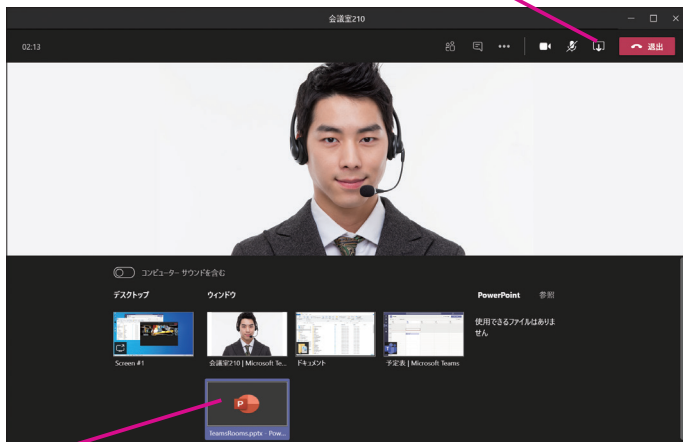 会議室210
02:13
退出
コンピューター サウンドを含む
デスクトップ
ウィンドウ
PowerPoint
参照
使用できるファイルはありま
せん
Screen #1
会議室210 | Microsoft Te...
ドキュメント
予定表 | Microsoft Teams
P
TeamsRooms.pptx - Pow...